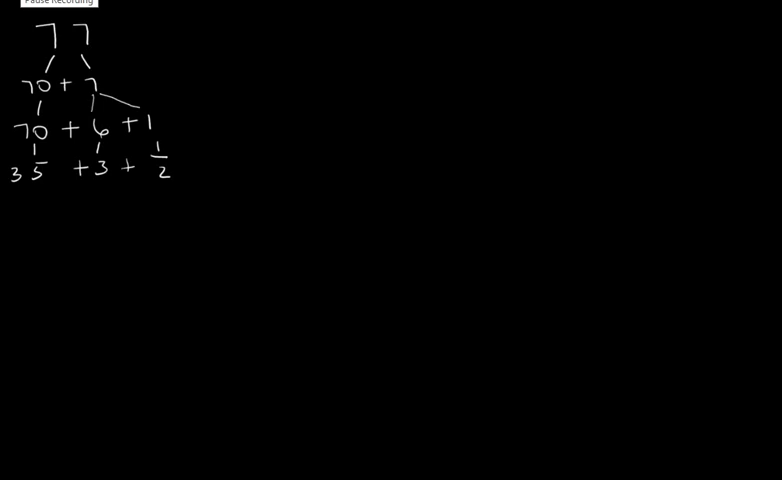 Pause Recording
77
70 + 7
70 + 6 + 1
35 + 3 + 1/2